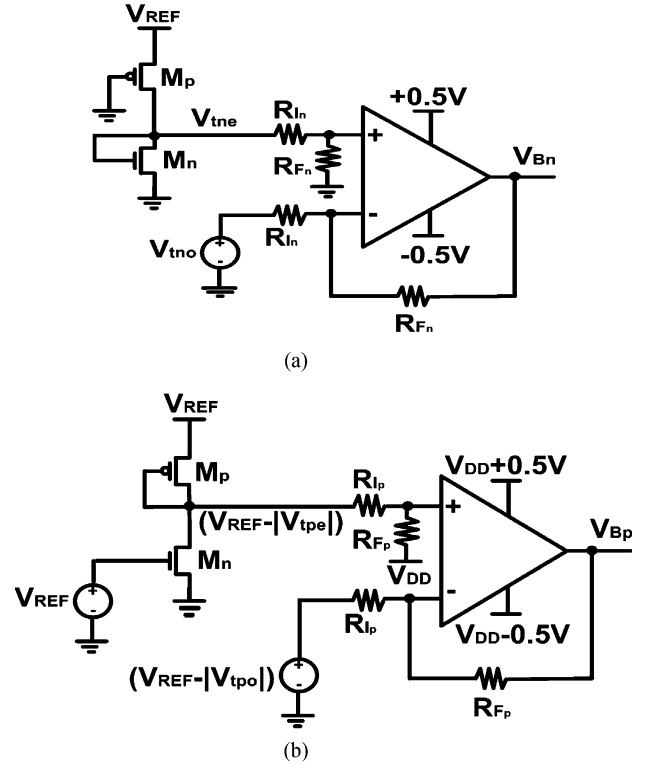 VREF
Mp
Vtne
RIn
+
+0.5V
RFn
VBn
Mn
RIn
-
Vtno
+
-
-0.5V
RFn
(a)
VREF
Mp
RIp
VDD+0.5V
+
(VREF-|Vtpe|)
RFp
VBp
Mn
VDD
VREF
+
-
-
RIp
VDD-0.5V
(VREF-|Vtpo|)
+
-
RFp
(b)